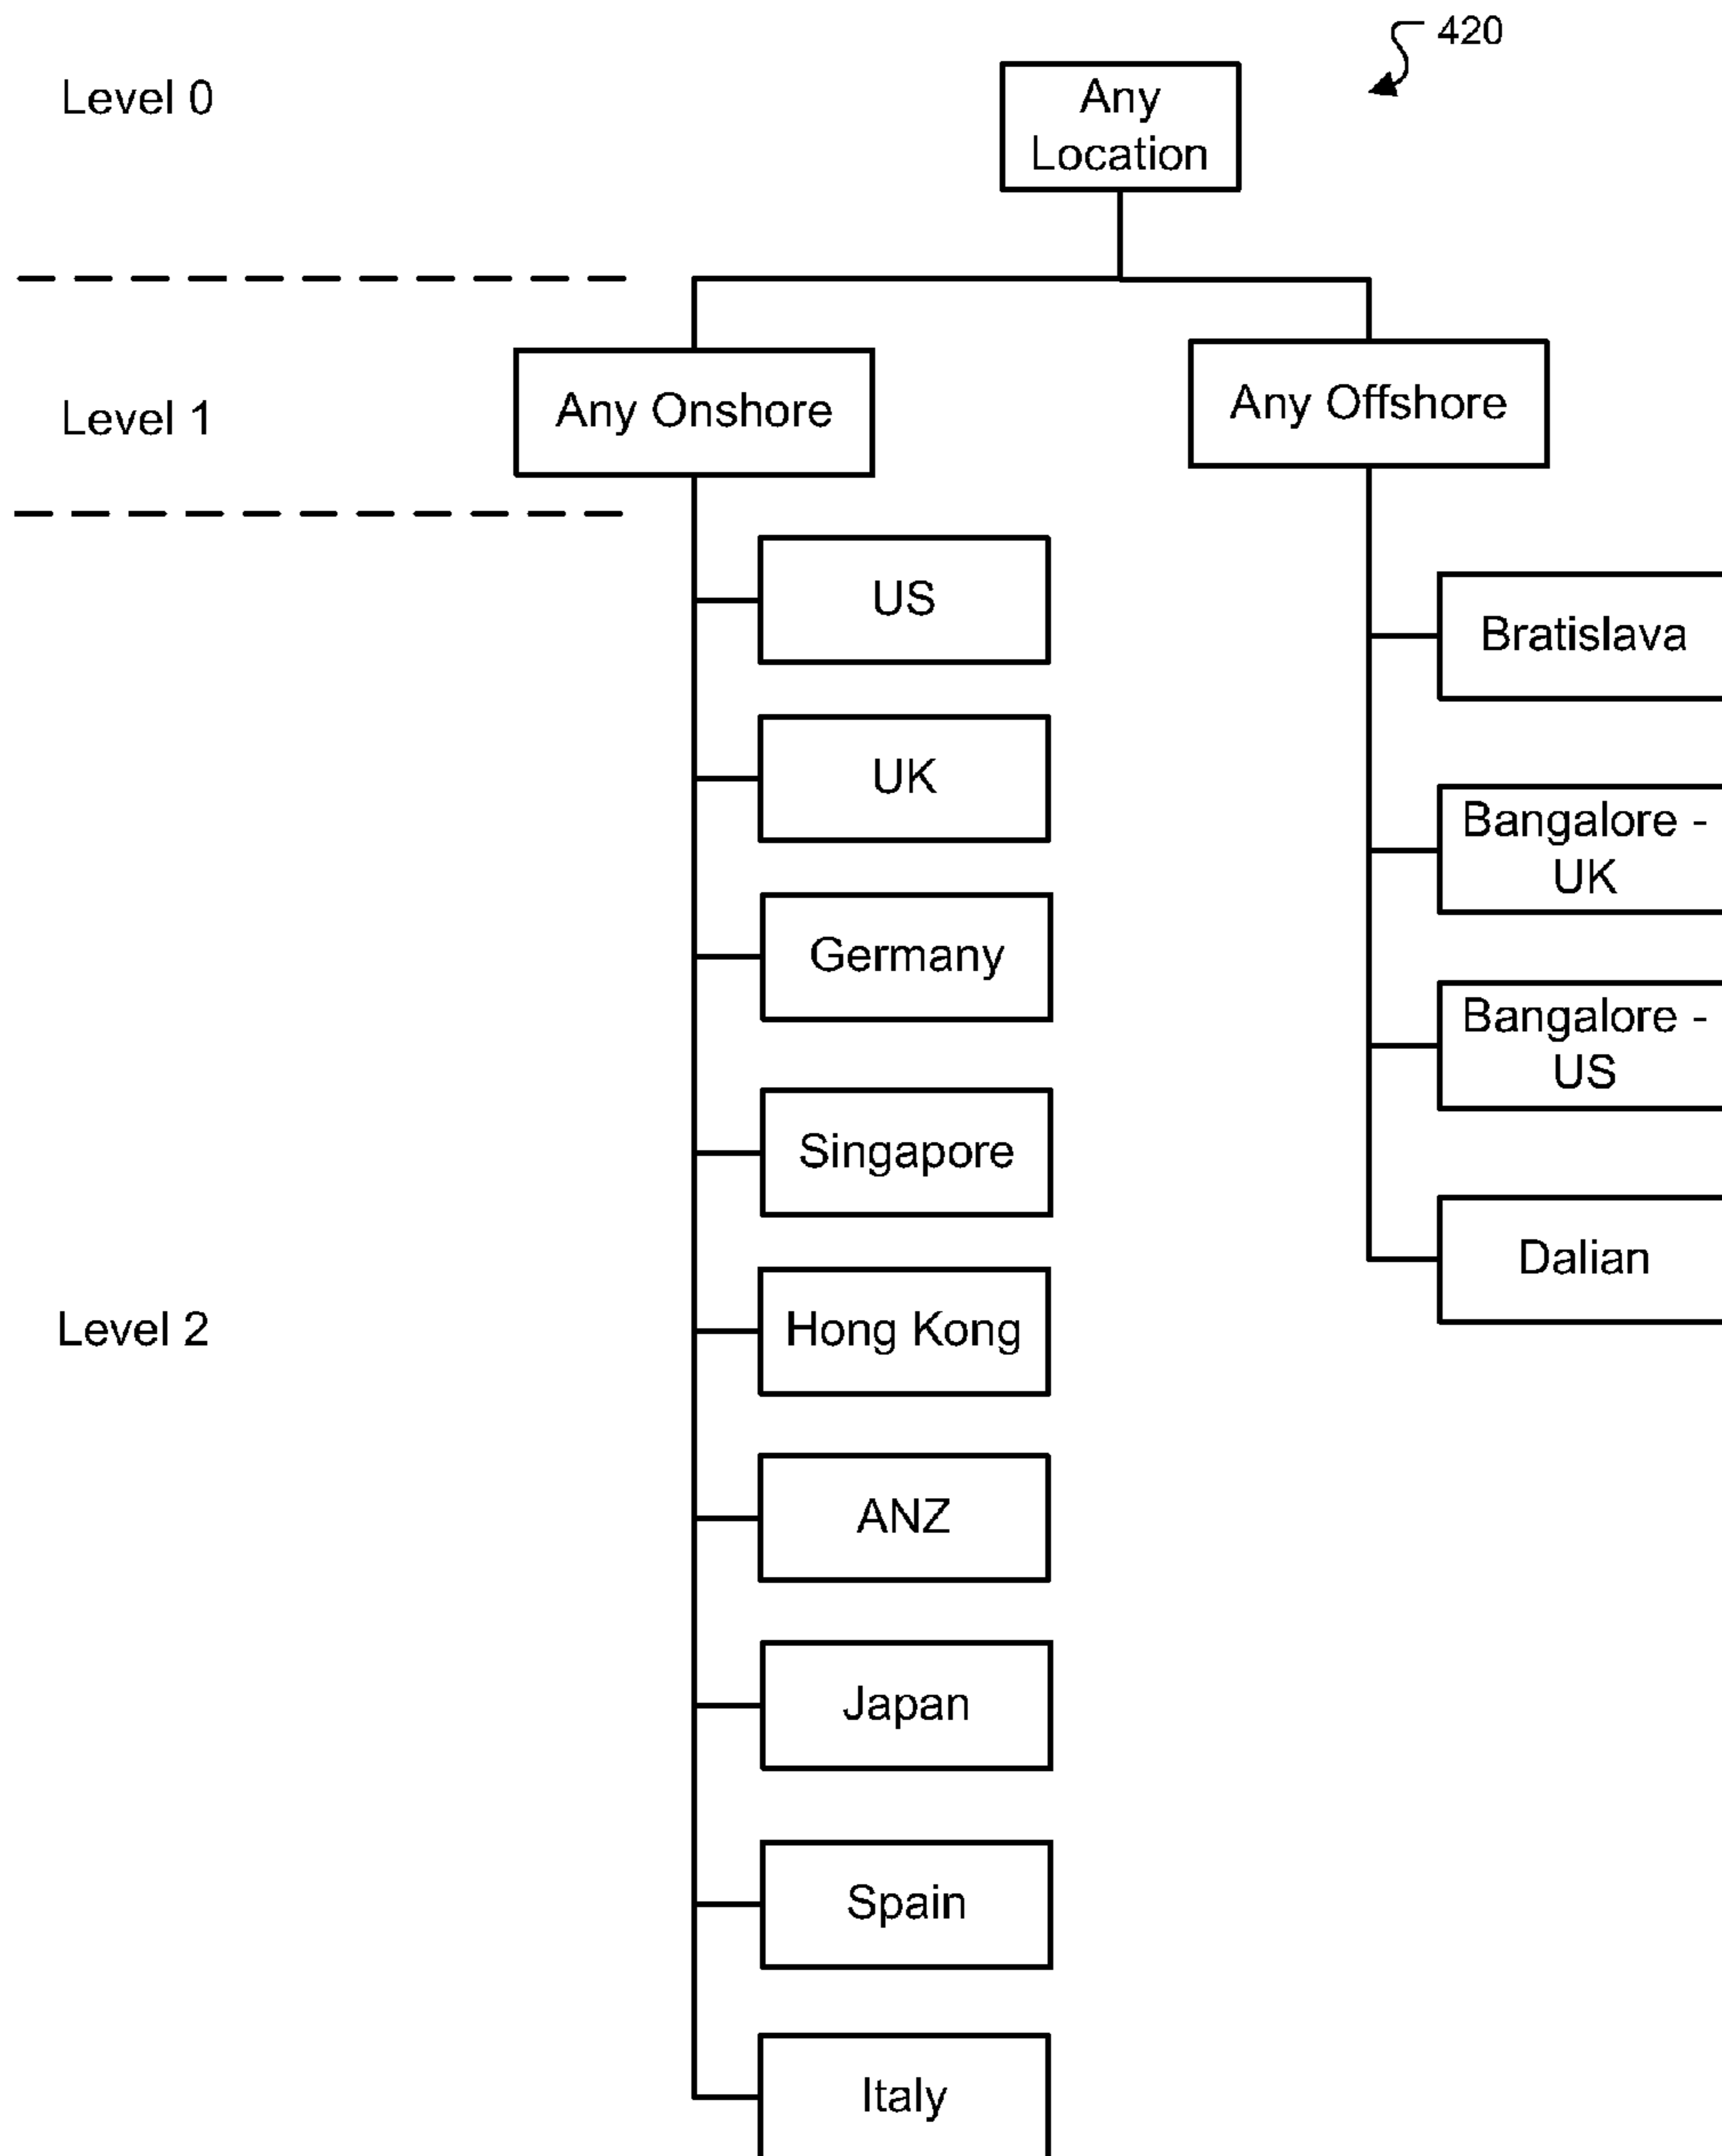 420
Level 0
Any
Location
Level 1
Any Onshore
Any Offshore
US
Bratislava
UK
Bangalore -
UK
Germany
Bangalore -
US
Singapore
Dalian
Level 2
Hong Kong
ANZ
Japan
Spain
Italy